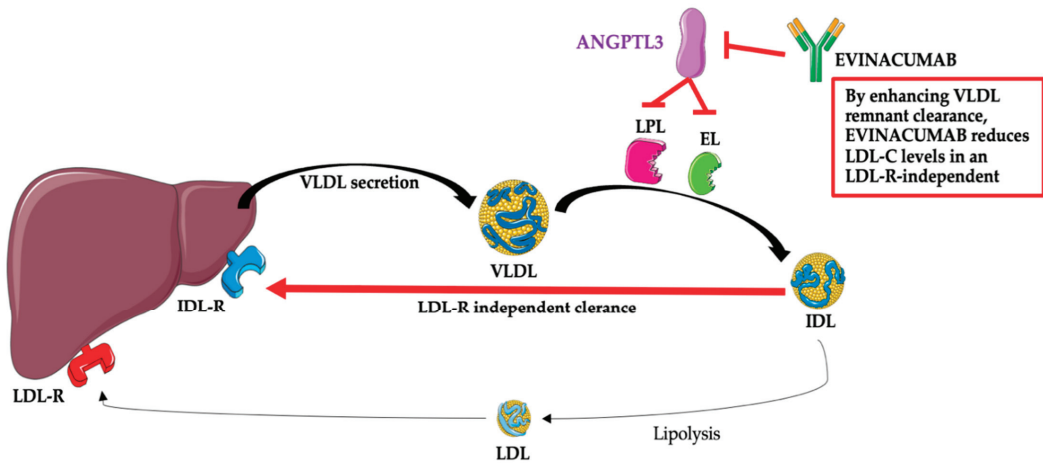 ANGPTL3
EVINACUMAB
By enhancing VLDL
remnant clearance,
EVINACUMAB reduces
LDL-C levels in an
LDL-R-independent
LPL
EL
VLDL secretion
VLDL
IDL-R
LDL-R independent clerance
IDL
LDL-R
LDL
Lipolysis